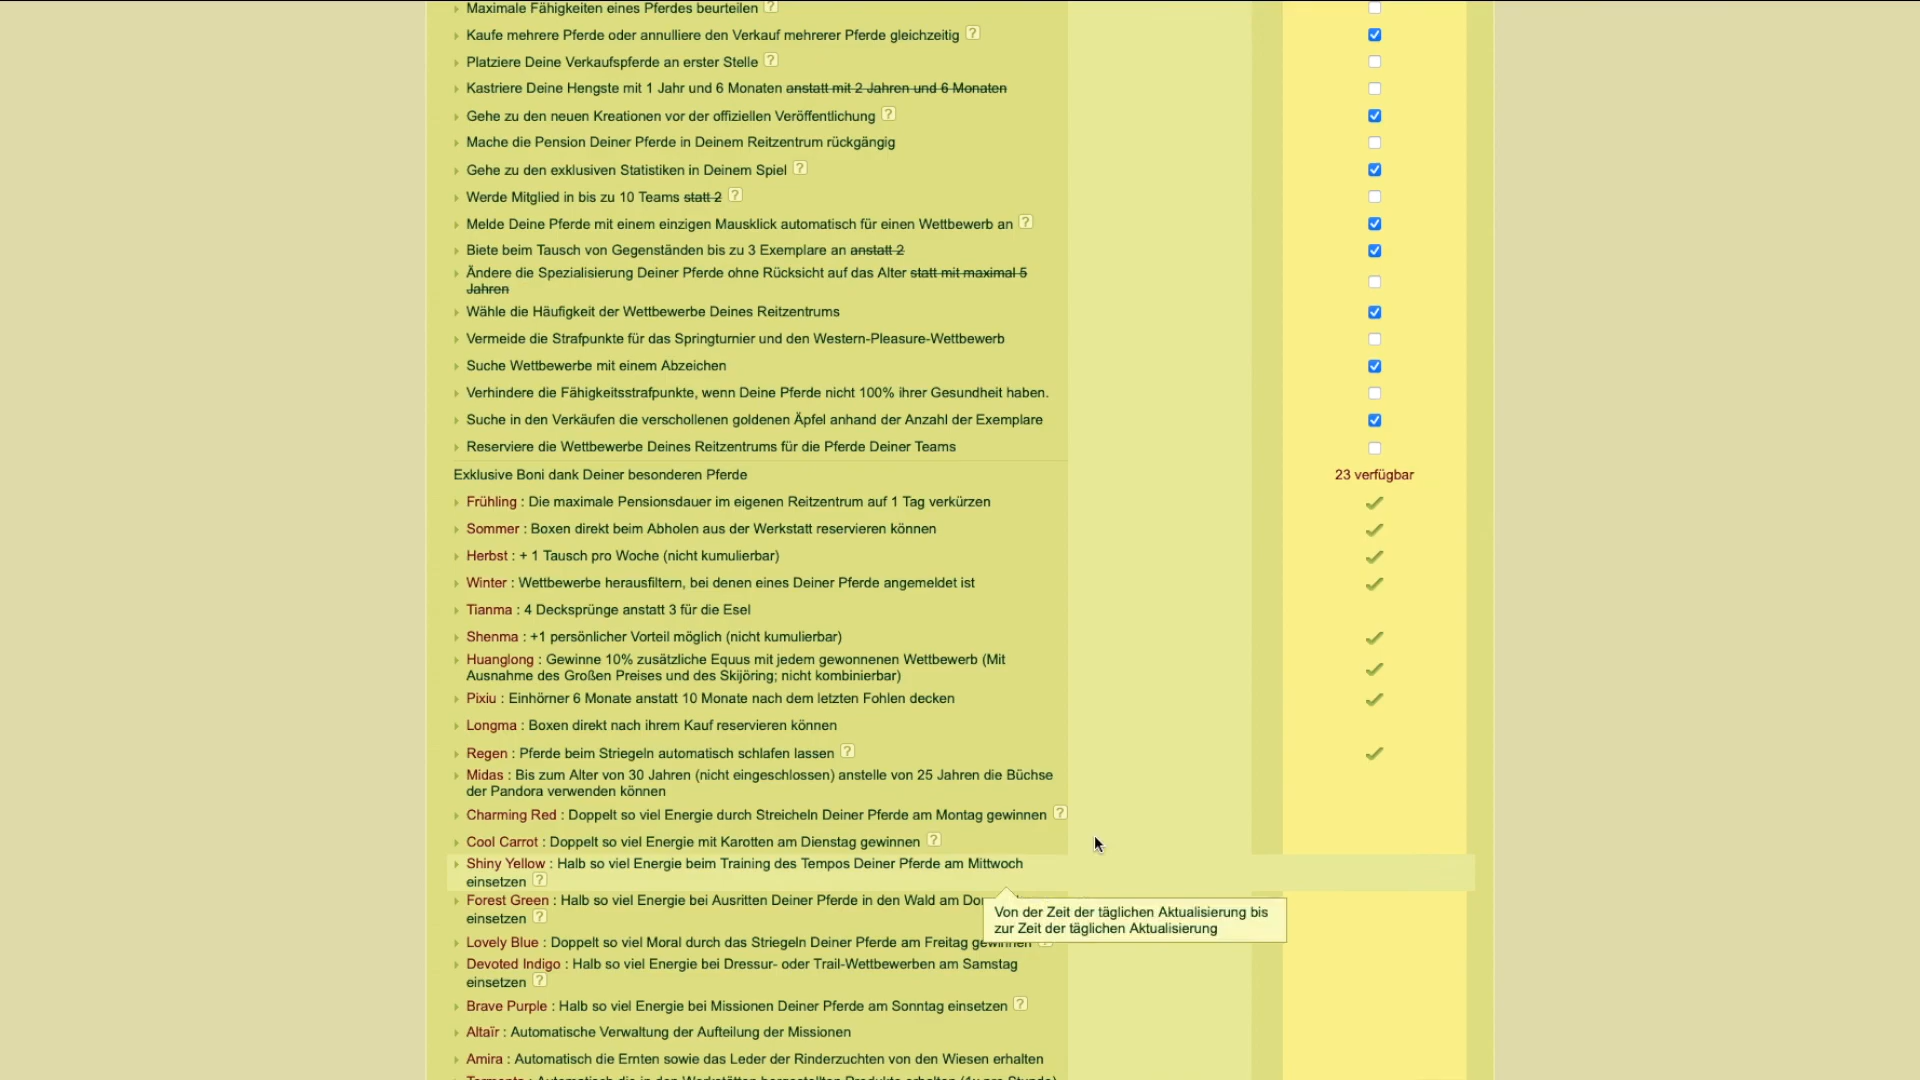 Maximale Fähigkeiten eines Pferdes beurteilen ?
Kaufe mehrere Pferde oder annulliere den Verkauf mehrerer Pferde gleichzeitig ?
Platziere Deine Verkaufspferde an erster Stelle ?
Kastriere Deine Hengste mit 1 Jahr und 6 Monaten anstatt mit 2 Jahren und 6 Monaten
Gehe zu den neuen Kreationen vor der offiziellen Veröffentlichung ?
Mache die Pension Deiner Pferde in Deinem Reitzentrum rückgängig
Gehe zu den exklusiven Statistiken in Deinem Spiel ?
Werde Mitglied in bis zu 10 Teams statt 2 ?
Melde Deine Pferde mit einem einzigen Mausklick automatisch für einen Wettbewerb an ?
Biete beim Tausch von Gegenständen bis zu 3 Exemplare an anstatt 2
Ändere die Spezialisierung Deiner Pferde ohne Rücksicht auf das Alter statt mit maximal 5
Jahren
Wähle die Häufigkeit der Wettbewerbe Deines Reitzentrums
Vermeide die Strafpunkte für das Springturnier und den Western-Pleasure-Wettbewerb
Suche Wettbewerbe mit einem Abzeichen
Verhindere die Fähigkeitsstrafpunkte, wenn Deine Pferde nicht 100% ihrer Gesundheit haben.
Suche in den Verkäufen die verschollenen goldenen Äpfel anhand der Anzahl der Exemplare
Reserviere die Wettbewerbe Deines Reitzentrums für die Pferde Deiner Teams
Exklusive Boni dank Deiner besonderen Pferde 23 verfügbar
Frühling : Die maximale Pensionsdauer im eigenen Reitzentrum auf 1 Tag verkürzen
Sommer : Boxen direkt beim Abholen aus der Werkstatt reservieren können
Herbst : + 1 Tausch pro Woche (nicht kumulierbar)
Winter : Wettbewerbe herausfiltern, bei denen eines Deiner Pferde angemeldet ist
Tianma : 4 Decksprünge anstatt 3 für die Esel
Shenma : +1 persönlicher Vorteil möglich (nicht kumulierbar)
Huanglong : Gewinne 10% zusätzliche Equus mit jedem gewonnenen Wettbewerb (Mit
Ausnahme des Großen Preises und des Skijöring; nicht kombinierbar)
Pixiu : Einhörner 6 Monate anstatt 10 Monate nach dem letzten Fohlen decken
Longma : Boxen direkt nach ihrem Kauf reservieren können
Regen : Pferde beim Striegeln automatisch schlafen lassen ?
Midas : Bis zum Alter von 30 Jahren (nicht eingeschlossen) anstelle von 25 Jahren die Büchse
der Pandora verwenden können
Charming Red : Doppelt so viel Energie durch Streicheln Deiner Pferde am Montag gewinnen ?
Cool Carrot : Doppelt so viel Energie mit Karotten am Dienstag gewinnen ?
Shiny Yellow : Halb so viel Energie beim Training des Tempos Deiner Pferde am Mittwoch
einsetzen ?
Forest Green : Halb so viel Energie bei Ausritten Deiner Pferde in den Wald am
einsetzen ?
Von der Zeit der täglichen Aktualisierung bis
zur Zeit der täglichen Aktualisierung
Lovely Blue : Doppelt so viel Moral durch das Striegeln Deiner Pferde am Freitag gewinnen
Devoted Indigo : Halb so viel Energie bei Dressur- oder Trail-Wettbewerben am Samstag
einsetzen ?
Brave Purple : Halb so viel Energie bei Missionen Deiner Pferde am Sonntag einsetzen ?
Altaïr : Automatische Verwaltung der Aufteilung der Missionen
Amira : Automatisch die Ernten sowie das Leder der Rinderzuchten von den Wiesen erhalten